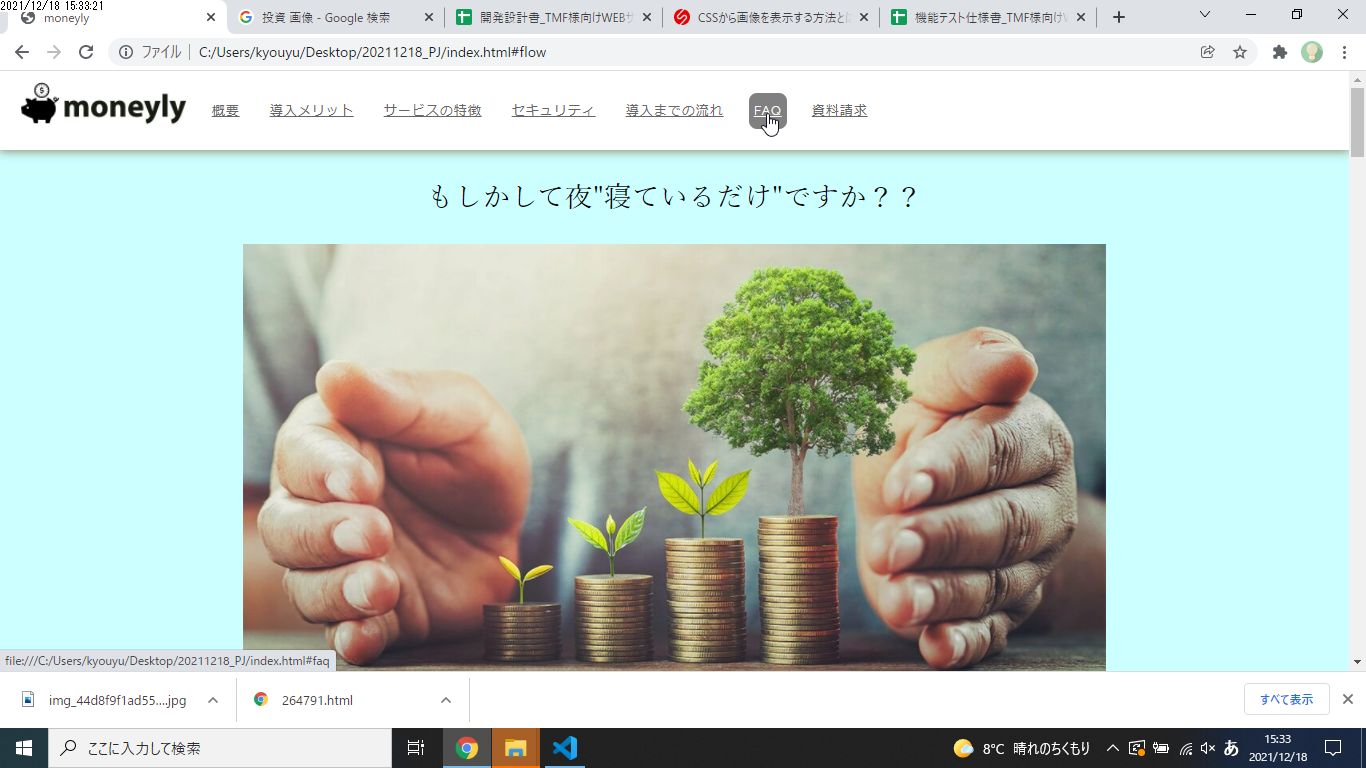 2021/12/18 15:33:21
moneyly
投資 画像 - Google 検索
開発設計書_TMF様向けWEBサ
CSSから画像を表示する方法と
機能テスト仕様書_TMF様向けW
ファイル
C:/Users/kyouyu/Desktop/20211218_PJ/index.html#flow
moneyly
概要
導入メリット
サービスの特徴
セキュリティ
導入までの流れ
FAQ
資料請求
もしかして夜"寝ているだけ"ですか？？
file:///C:/Users/kyouyu/Desktop/20211218_PJ/index.html#faq
img_44d8f9f1ad55....jpg
264791.html
すべて表示
ここに入力して検索
8°C 晴れのちくもり
あ
15:33
2021/12/18